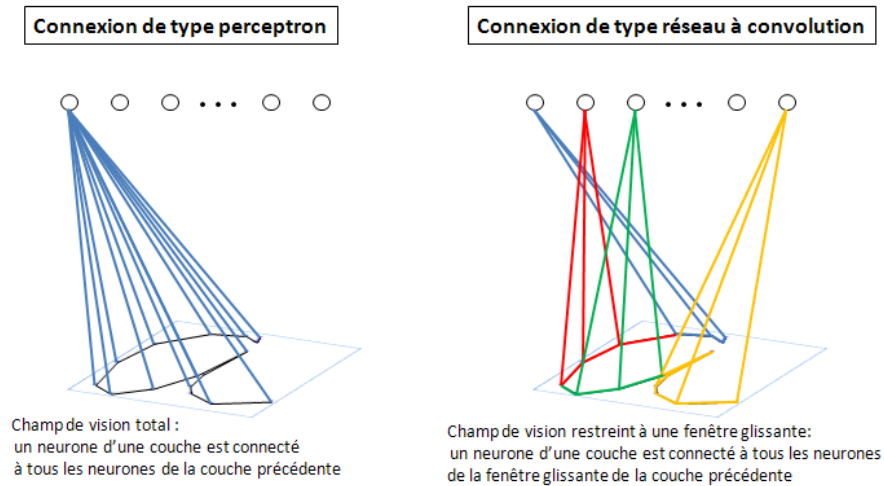 Connexion de type perceptron
Champ de vision total :
un neurone d'une couche est connecté
à tous les neurones de la couche précédente
Connexion de type réseau à convolution
Champ de vision restreint à une fenêtre glissante:
un neurone d'une couche est connecté à tous les neurones
de la fenêtre glissante de la couche précédente